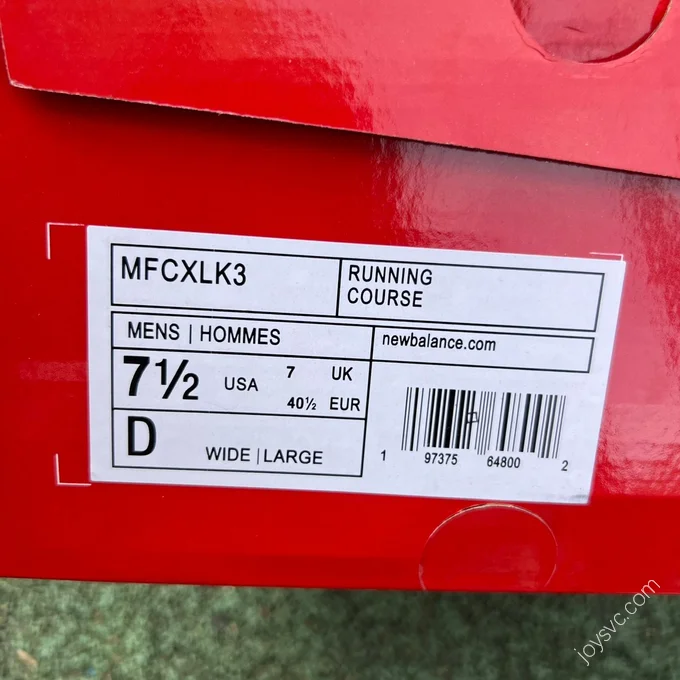 MFCXLK3
RUNNING
COURSE
MENS | HOMMES
newbalance.com
7½ USA 7 UK
40½ EUR
D WIDE | LARGE
1 97375 64800 2
joysvc.com